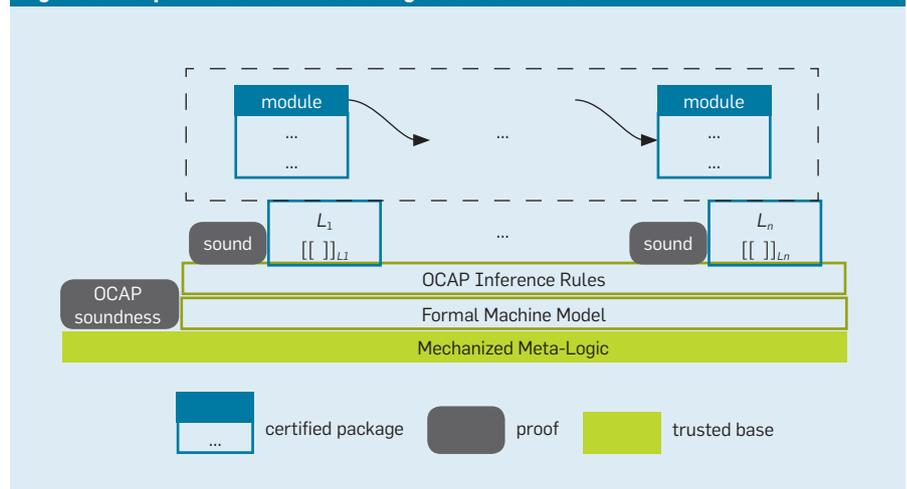 module
...
...
...
module
...
...
sound
L1
[[ ]]L1
...
sound
Ln
[[ ]]Ln
OCAP Inference Rules
OCAP
soundness
Formal Machine Model
Mechanized Meta-Logic
...
certified package
proof
trusted base